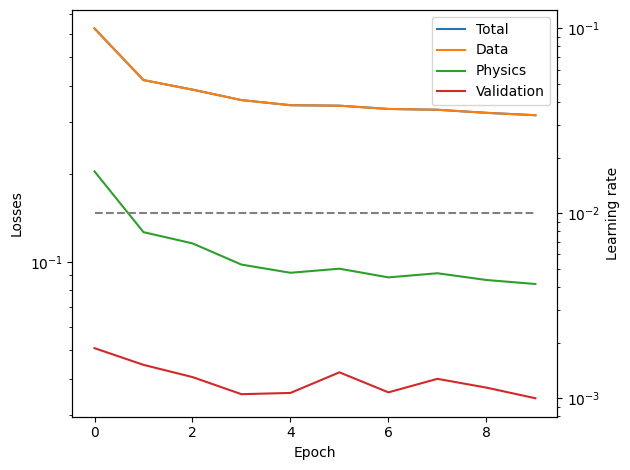 Total
Data
Physics
Validation
Losses
10⁻¹
10⁻¹
10⁻²
10⁻³
Learning rate
0
2
4
6
8
Epoch